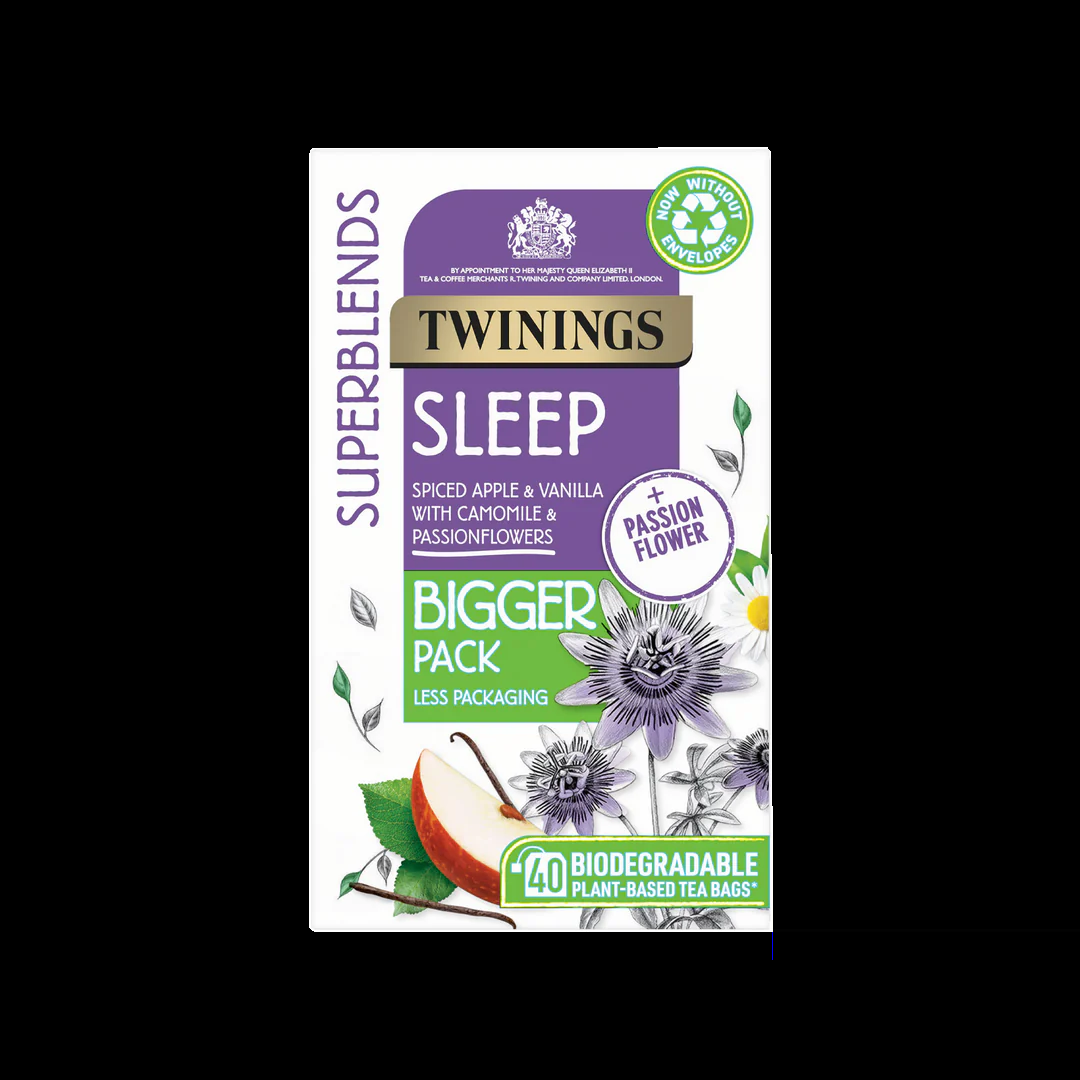 SUPERBLENDS
NOW WITHOUT
ENVELOPES
BY APPOINTMENT TO HER MAJESTY QUEEN ELIZABETH II
TEA & COFFEE MERCHANTS R. TWINING AND COMPANY LIMITED. LONDON.
TWININGS
SLEEP
SPICED APPLE & VANILLA
WITH CAMOMILE &
PASSIONFLOWERS
+
PASSION
FLOWER
BIGGER
PACK
LESS PACKAGING
40 BIODEGRADABLE
PLANT-BASED TEA BAGS*